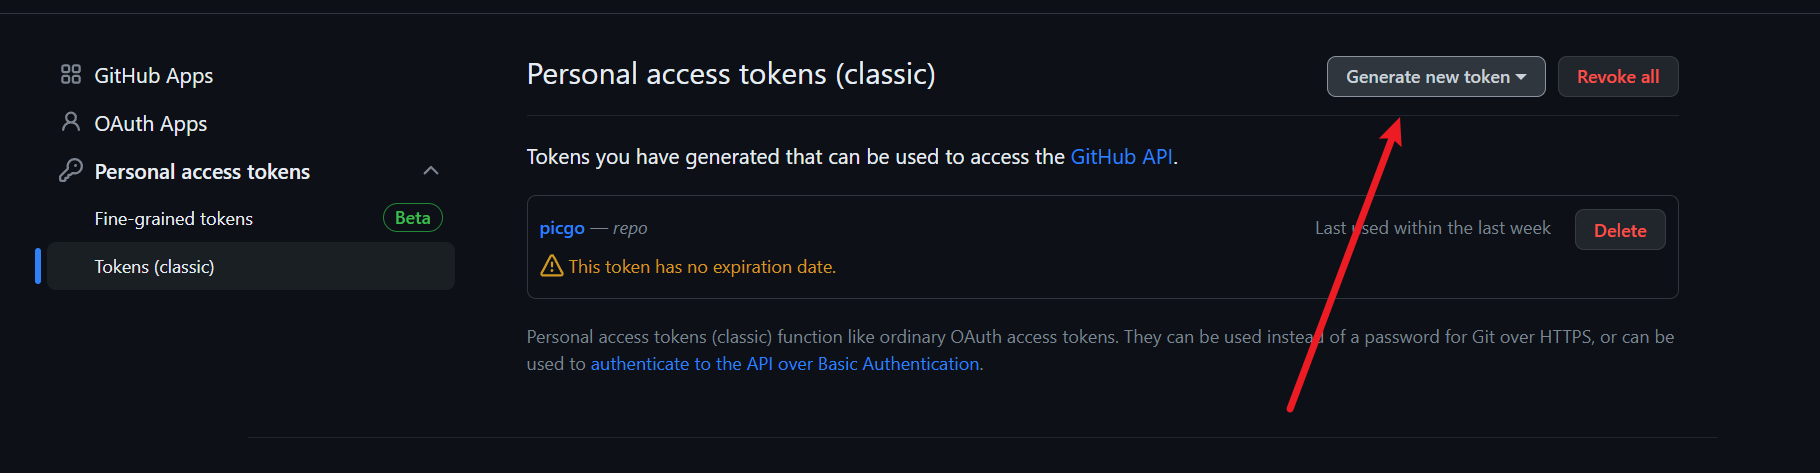 GitHub Apps
OAuth Apps
Personal access tokens
Fine-grained tokens Beta
Tokens (classic)
Personal access tokens (classic)
Generate new token
Revoke all
Tokens you have generated that can be used to access the GitHub API.
picgo — repo
Last used within the last week
Delete
This token has no expiration date.
Personal access tokens (classic) function like ordinary OAuth access tokens. They can be used instead of a password for Git over HTTPS, or can be
used to authenticate to the API over Basic Authentication.